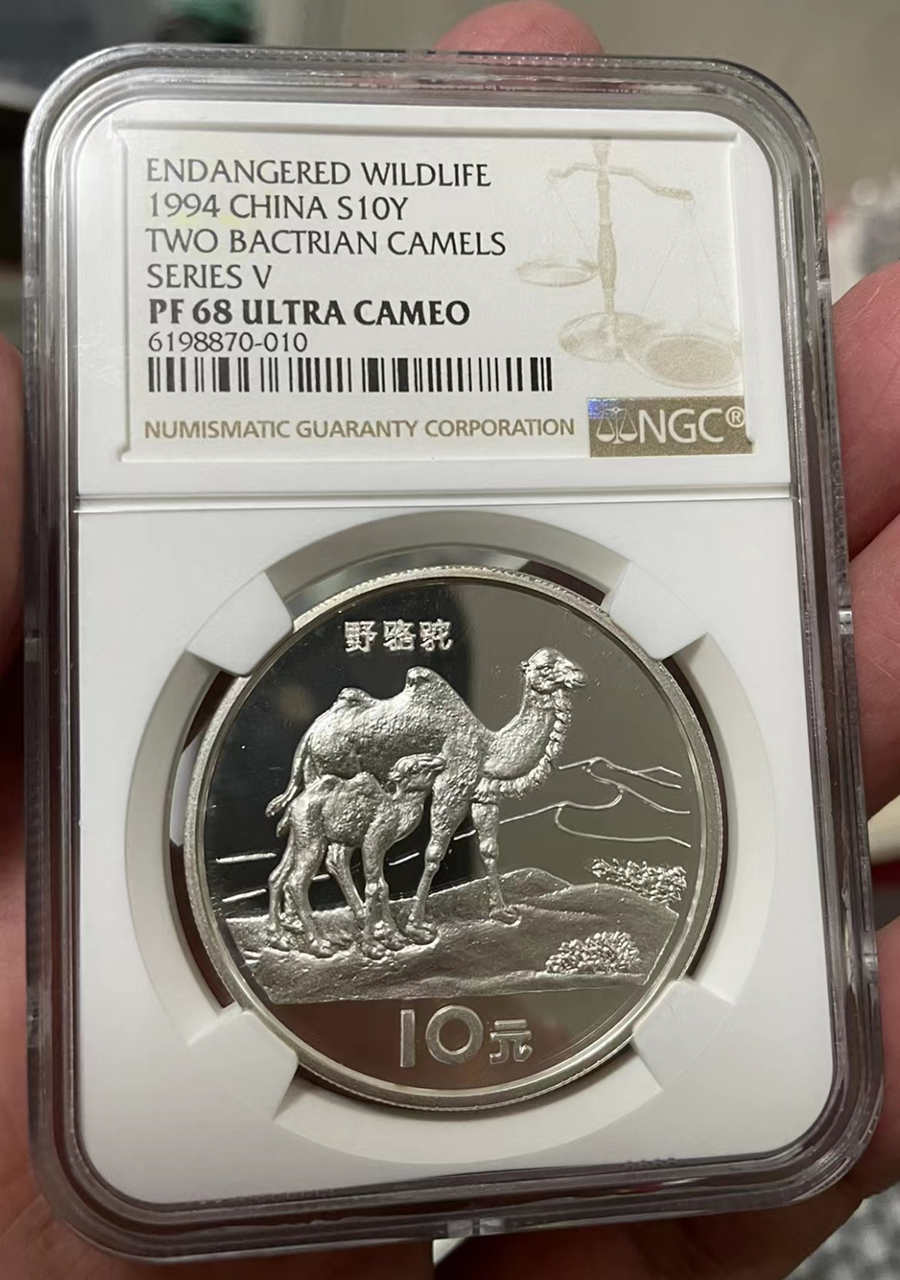 ENDANGERED WILDLIFE
1994 CHINA S10Y
TWO BACTRIAN CAMELS
SERIES V
PF 68 ULTRA CAMEO
6198870-010
NUMISMATIC GUARANTY CORPORATION
NGC®
野骆驼
10元